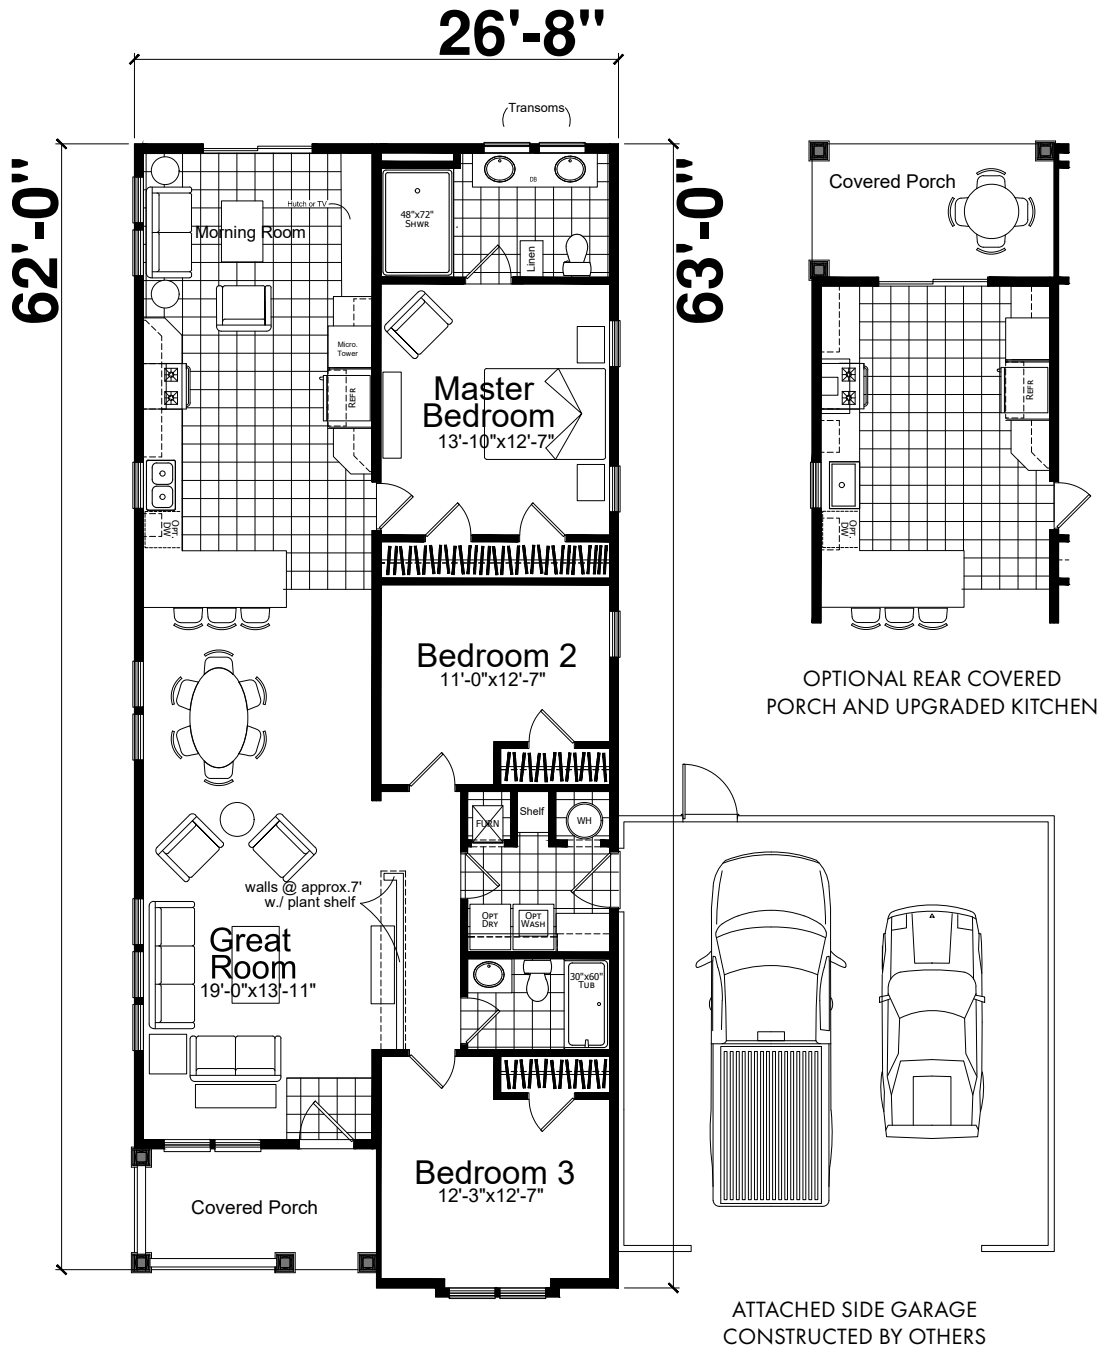 26'-8"
Transoms
62'-0"
63'-0"
DB
48"x72"
SHWR
Linen
Hutch or TV
Morning Room
Micro.
Tower
REFR
Master
Bedroom
13'-10"x12'-7"
OPT.
DW
Covered Porch
REFR
OPT.
DW
OPTIONAL REAR COVERED
PORCH AND UPGRADED KITCHEN
Bedroom 2
11'-0"x12'-7"
FURN
Shelf
WH
walls @ approx.7'
w./ plant shelf
OPT
DRY
OPT
WASH
Great
Room
19'-0"x13'-11"
30"x60"
TUB
Bedroom 3
12'-3"x12'-7"
Covered Porch
ATTACHED SIDE GARAGE
CONSTRUCTED BY OTHERS